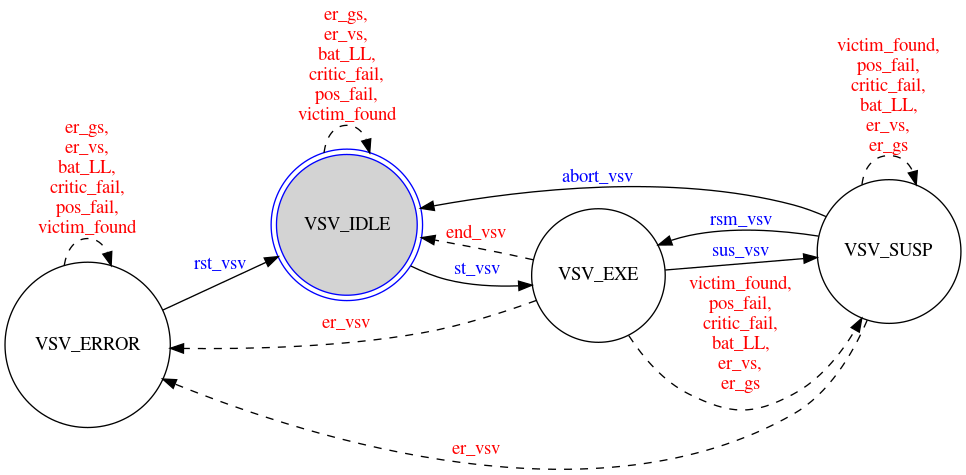 er_gs,
er_vs,
bat_LL,
critic_fail,
pos_fail,
victim_found
victim_found,
pos_fail,
critic_fail,
bat_LL,
er_vs,
er_gs
er_gs,
er_vs,
bat_LL,
critic_fail,
pos_fail,
victim_found
abort_vsv
VSV_IDLE
rsm_vsv
end_vsv
sus_vsv
VSV_SUSP
rst_vsv
st_vsv
VSV_EXE
victim_found,
pos_fail,
critic_fail,
bat_LL,
er_vs,
er_gs
er_vsv
VSV_ERROR
er_vsv